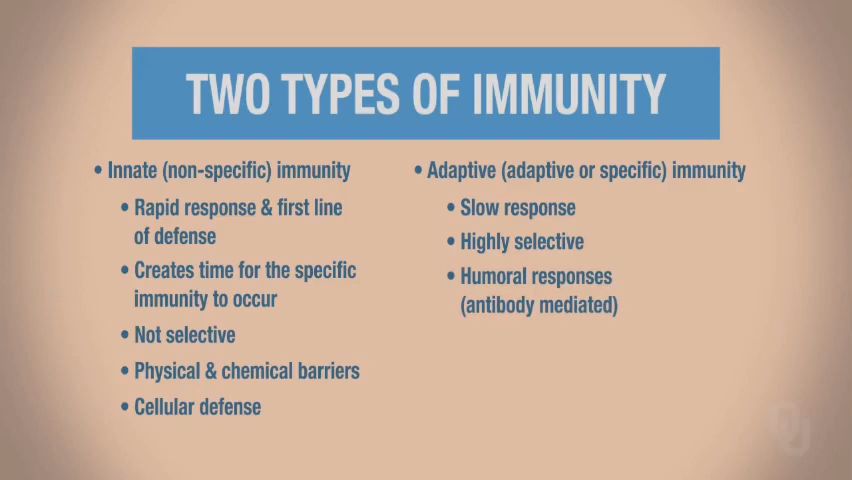 TWO TYPES OF IMMUNITY
• Innate (non-specific) immunity
• Rapid response & first line
of defense
• Creates time for the specific
immunity to occur
• Not selective
• Physical & chemical barriers
• Cellular defense
• Adaptive (adaptive or specific) immunity
• Slow response
• Highly selective
• Humoral responses
(antibody mediated)